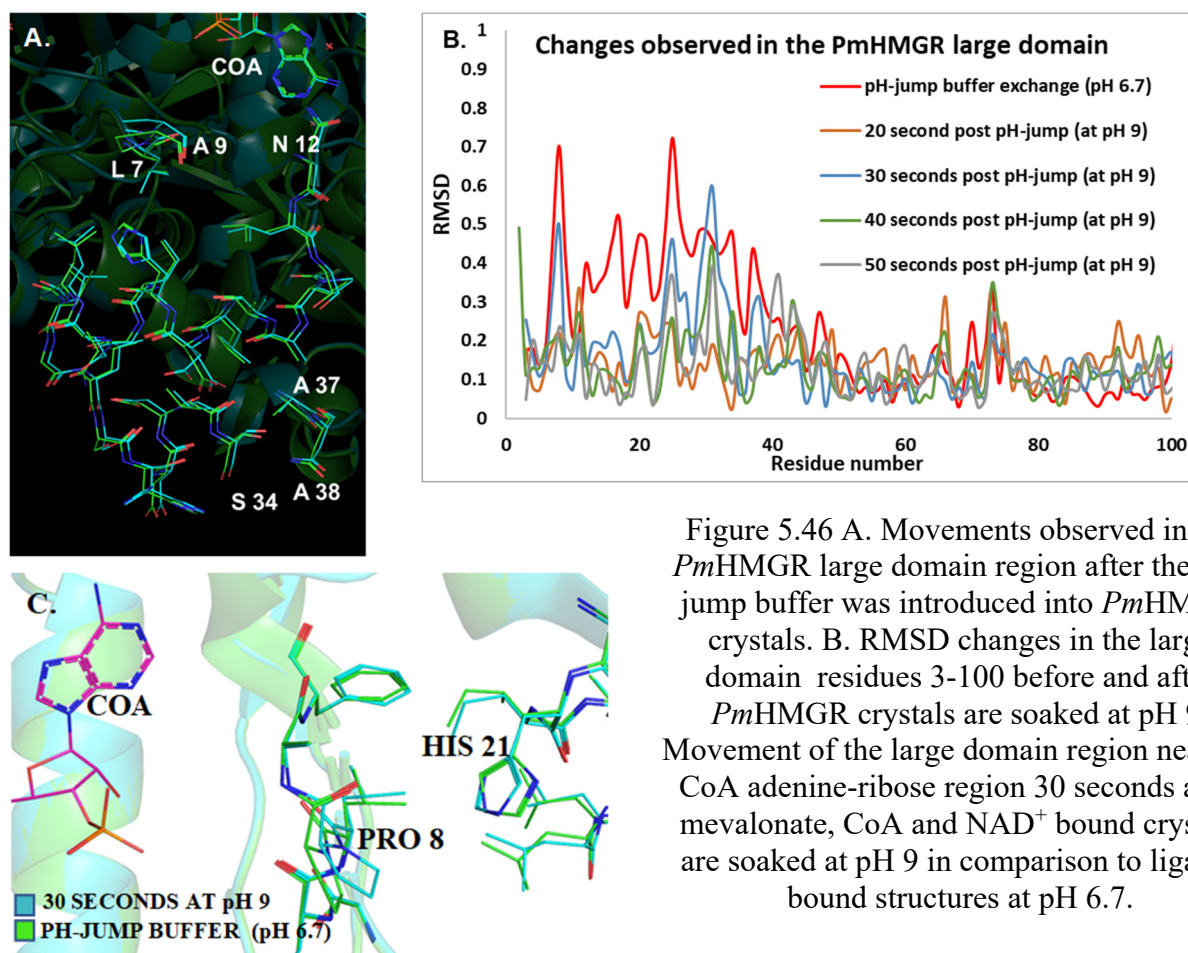 A.
COA
A 9
N 12
L 7
A 37
S 34
A 38
B.
Changes observed in the PmHMGR large domain
1
0.9
0.8
0.7
0.6
0.5
0.4
0.3
0.2
0.1
0
RMSD
pH-jump buffer exchange (pH 6.7)
20 second post pH-jump (at pH 9)
30 seconds post pH-jump (at pH 9)
40 seconds post pH-jump (at pH 9)
50 seconds post pH-jump (at pH 9)
0 20 40 60 80 100
Residue number
C.
COA
HIS 21
PRO 8
30 SECONDS AT pH 9
PH-JUMP BUFFER (pH 6.7)
Figure 5.46 A. Movements observed in
PmHMGR large domain region after the
jump buffer was introduced into PmHM
crystals. B. RMSD changes in the larg
domain residues 3-100 before and aft
PmHMGR crystals are soaked at pH 9
Movement of the large domain region nea
CoA adenine-ribose region 30 seconds a
mevalonate, CoA and NAD+ bound crys
are soaked at pH 9 in comparison to liga
bound structures at pH 6.7.